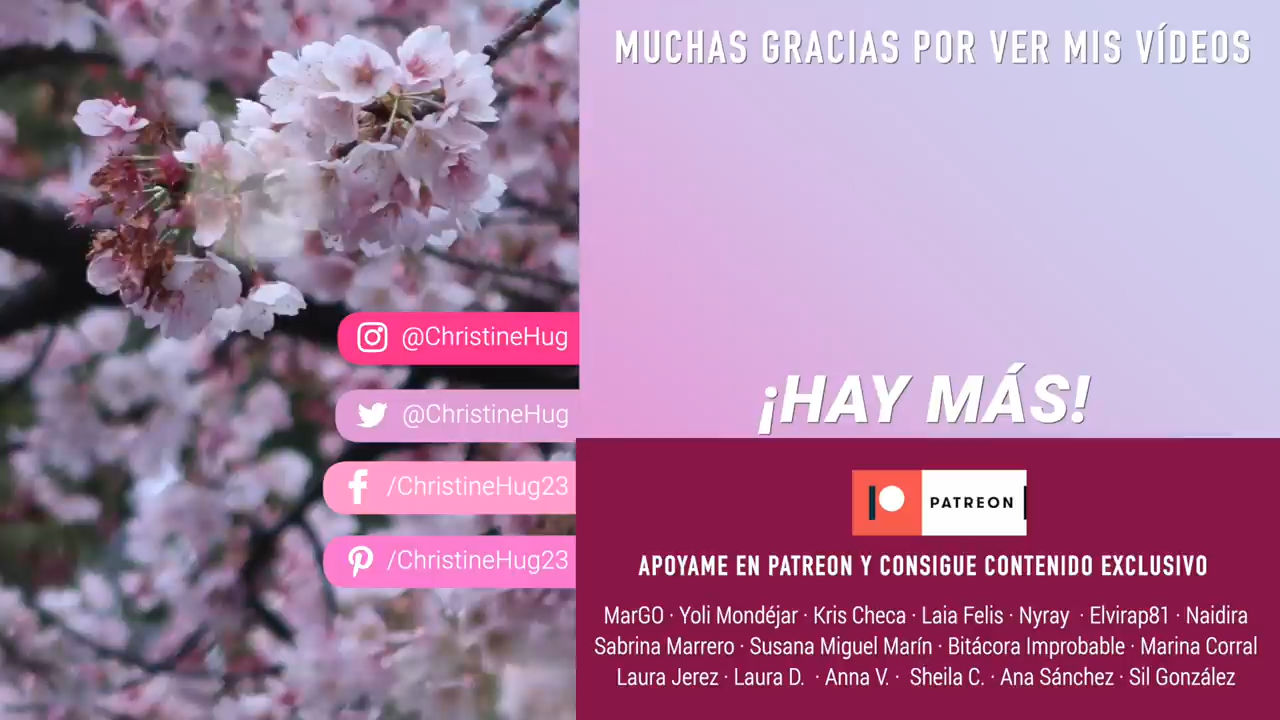 MUCHAS GRACIAS POR VER MIS VÍDEOS
@ChristineHug
@ChristineHug
/ChristineHug23
/ChristineHug23
¡HAY MÁS!
PATREON
APOYAME EN PATREON Y CONSIGUE CONTENIDO EXCLUSIVO
MarGO · Yoli Mondéjar · Kris Checa · Laia Felis · Nyray · Elvirap81 · Naidira
Sabrina Marrero · Susana Miguel Marín · Bitácora Improbable · Marina Corral
Laura Jerez · Laura D. · Anna V. · Sheila C. · Ana Sánchez · Sil González